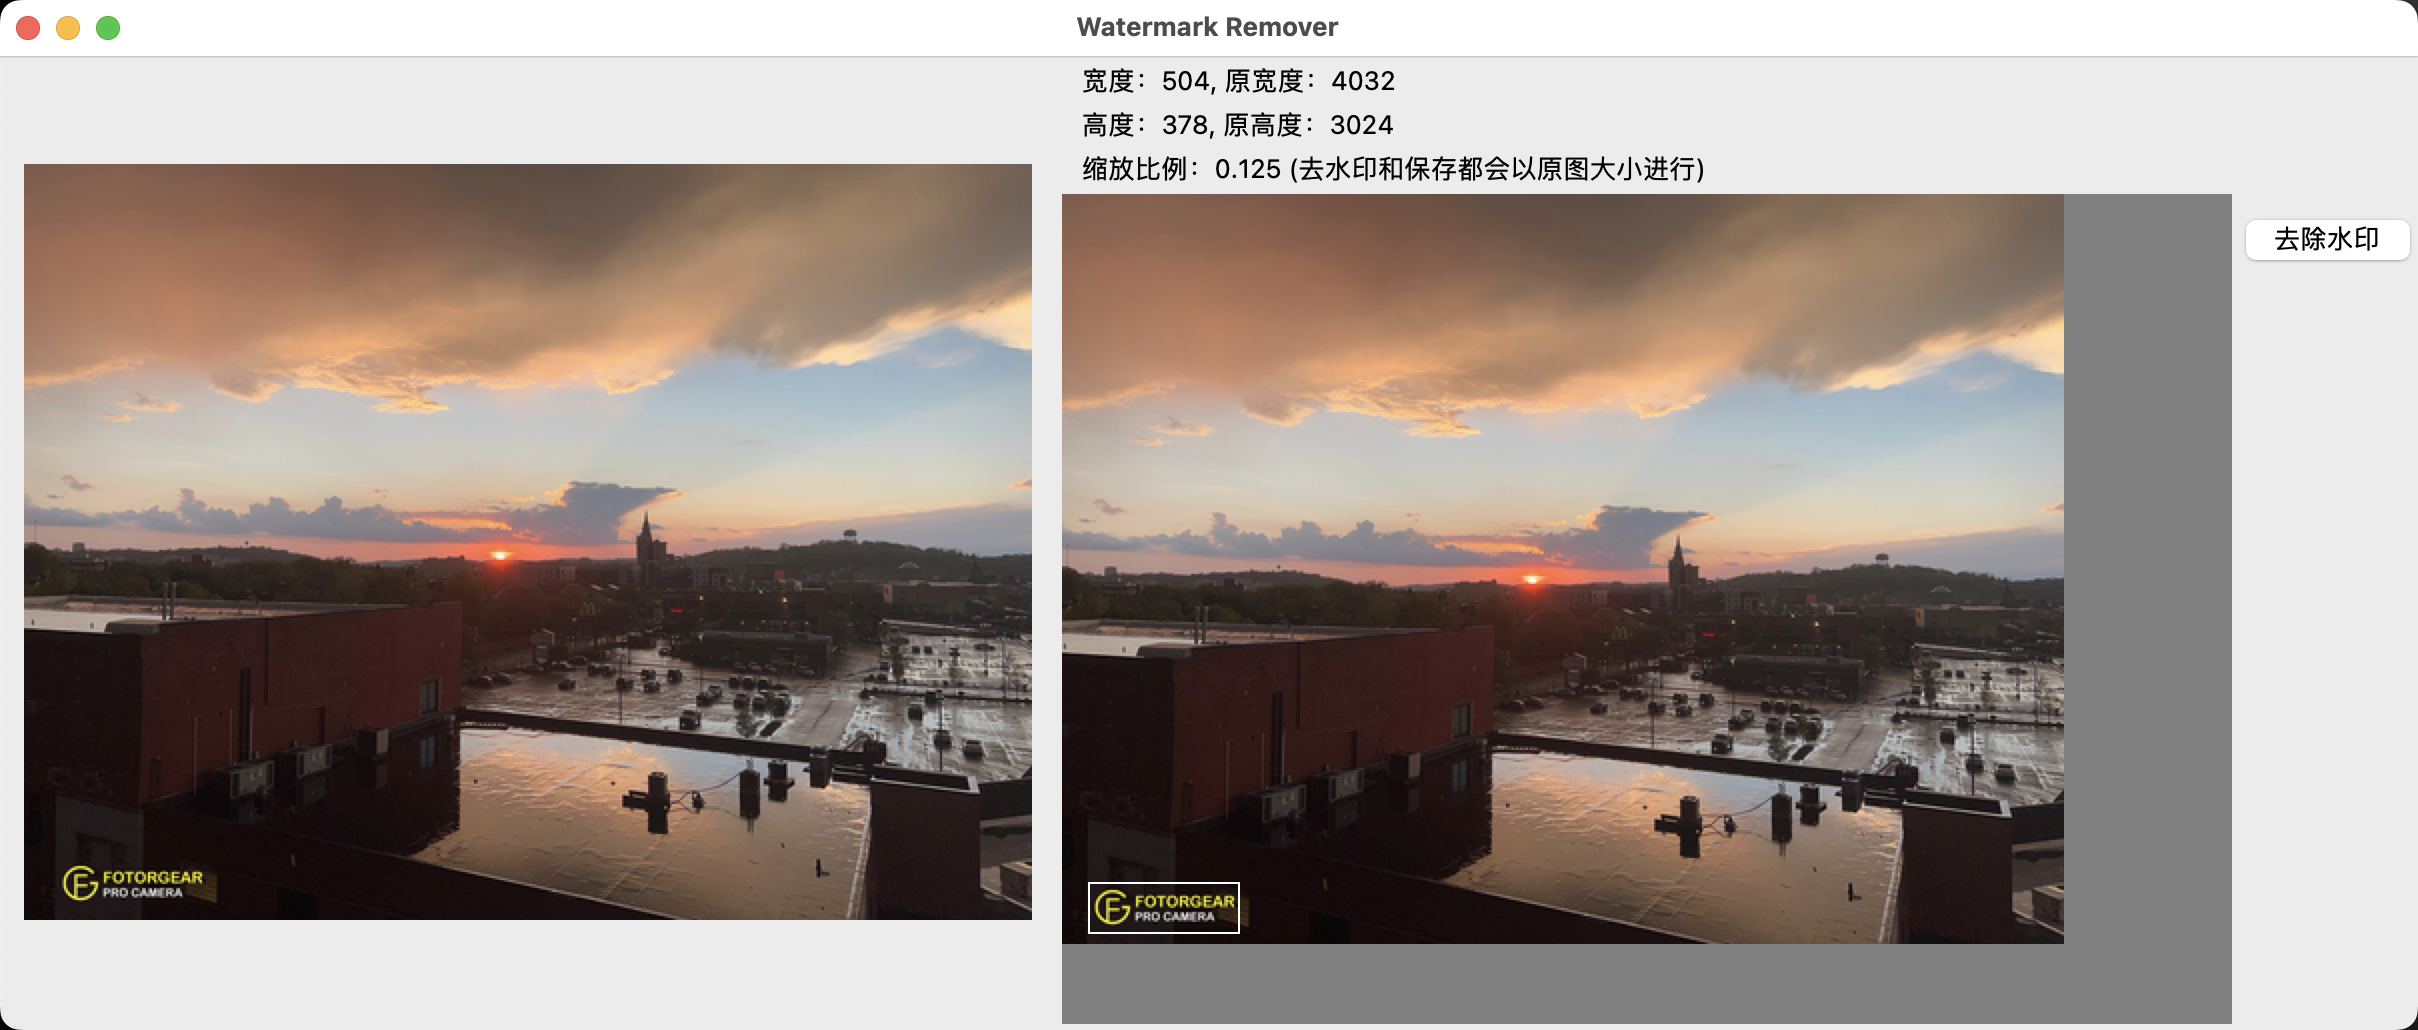 Watermark Remover
宽度：504, 原宽度：4032
高度：378, 原高度：3024
缩放比例：0.125 (去水印和保存都会以原图大小进行)
去除水印
FOTORGEAR
PRO CAMERA
FOTORGEAR
PRO CAMERA